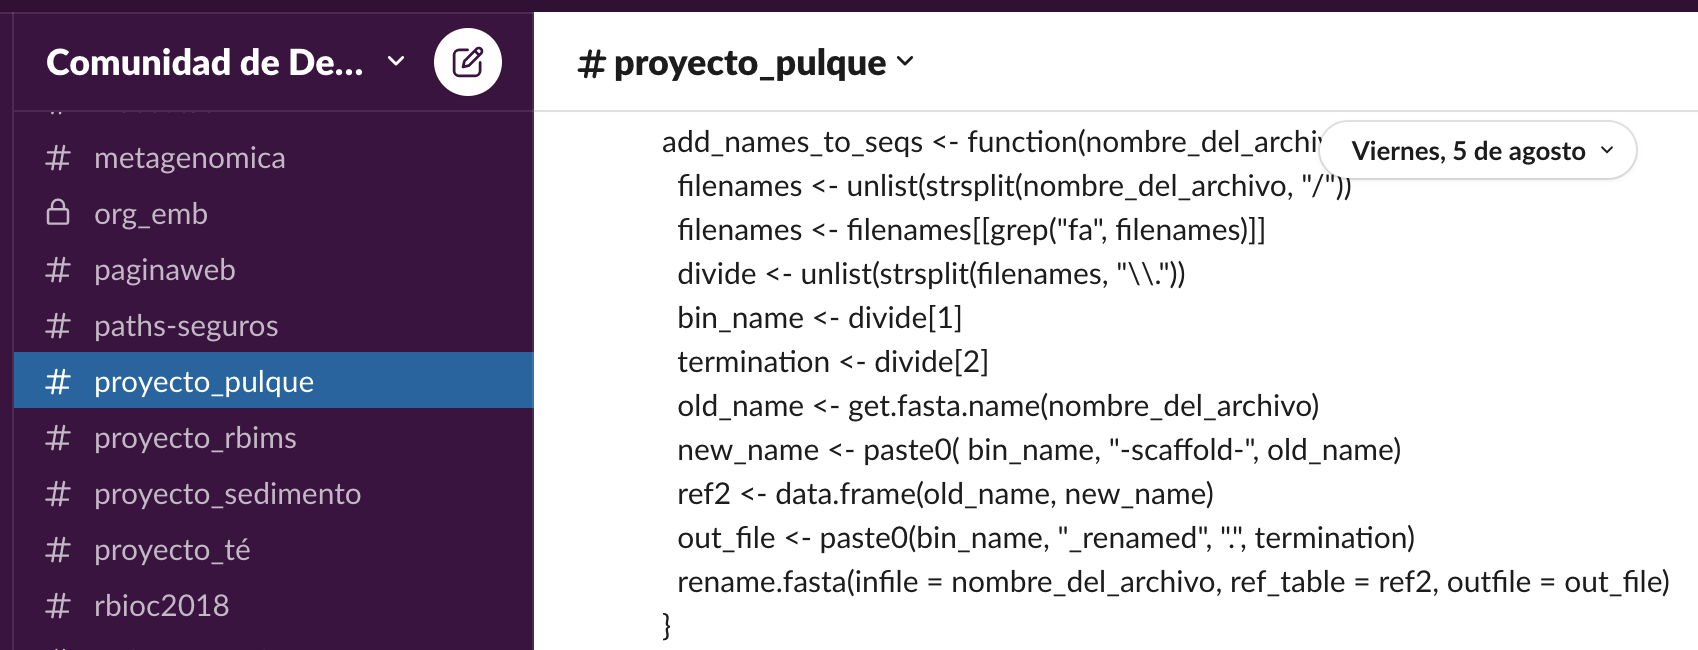 Comunidad de De...
metagenomica
org_emb
paginaweb
paths-seguros
proyecto_pulque
proyecto_rbims
proyecto_sedimento
proyecto_té
rbioc2018
# proyecto_pulque
Viernes, 5 de agosto
add_names_to_seqs <- function(nombre_del_archiv
filenames <- unlist(strsplit(nombre_del_archivo, "/"))
filenames <- filenames[[grep("fa", filenames)]]
divide <- unlist(strsplit(filenames, "\\."))
bin_name <- divide[1]
termination <- divide[2]
old_name <- get.fasta.name(nombre_del_archivo)
new_name <- paste0( bin_name, "-scaffold-", old_name)
ref2 <- data.frame(old_name, new_name)
out_file <- paste0(bin_name, "_renamed", ".", termination)
rename.fasta(infile = nombre_del_archivo, ref_table = ref2, outfile = out_file)
}